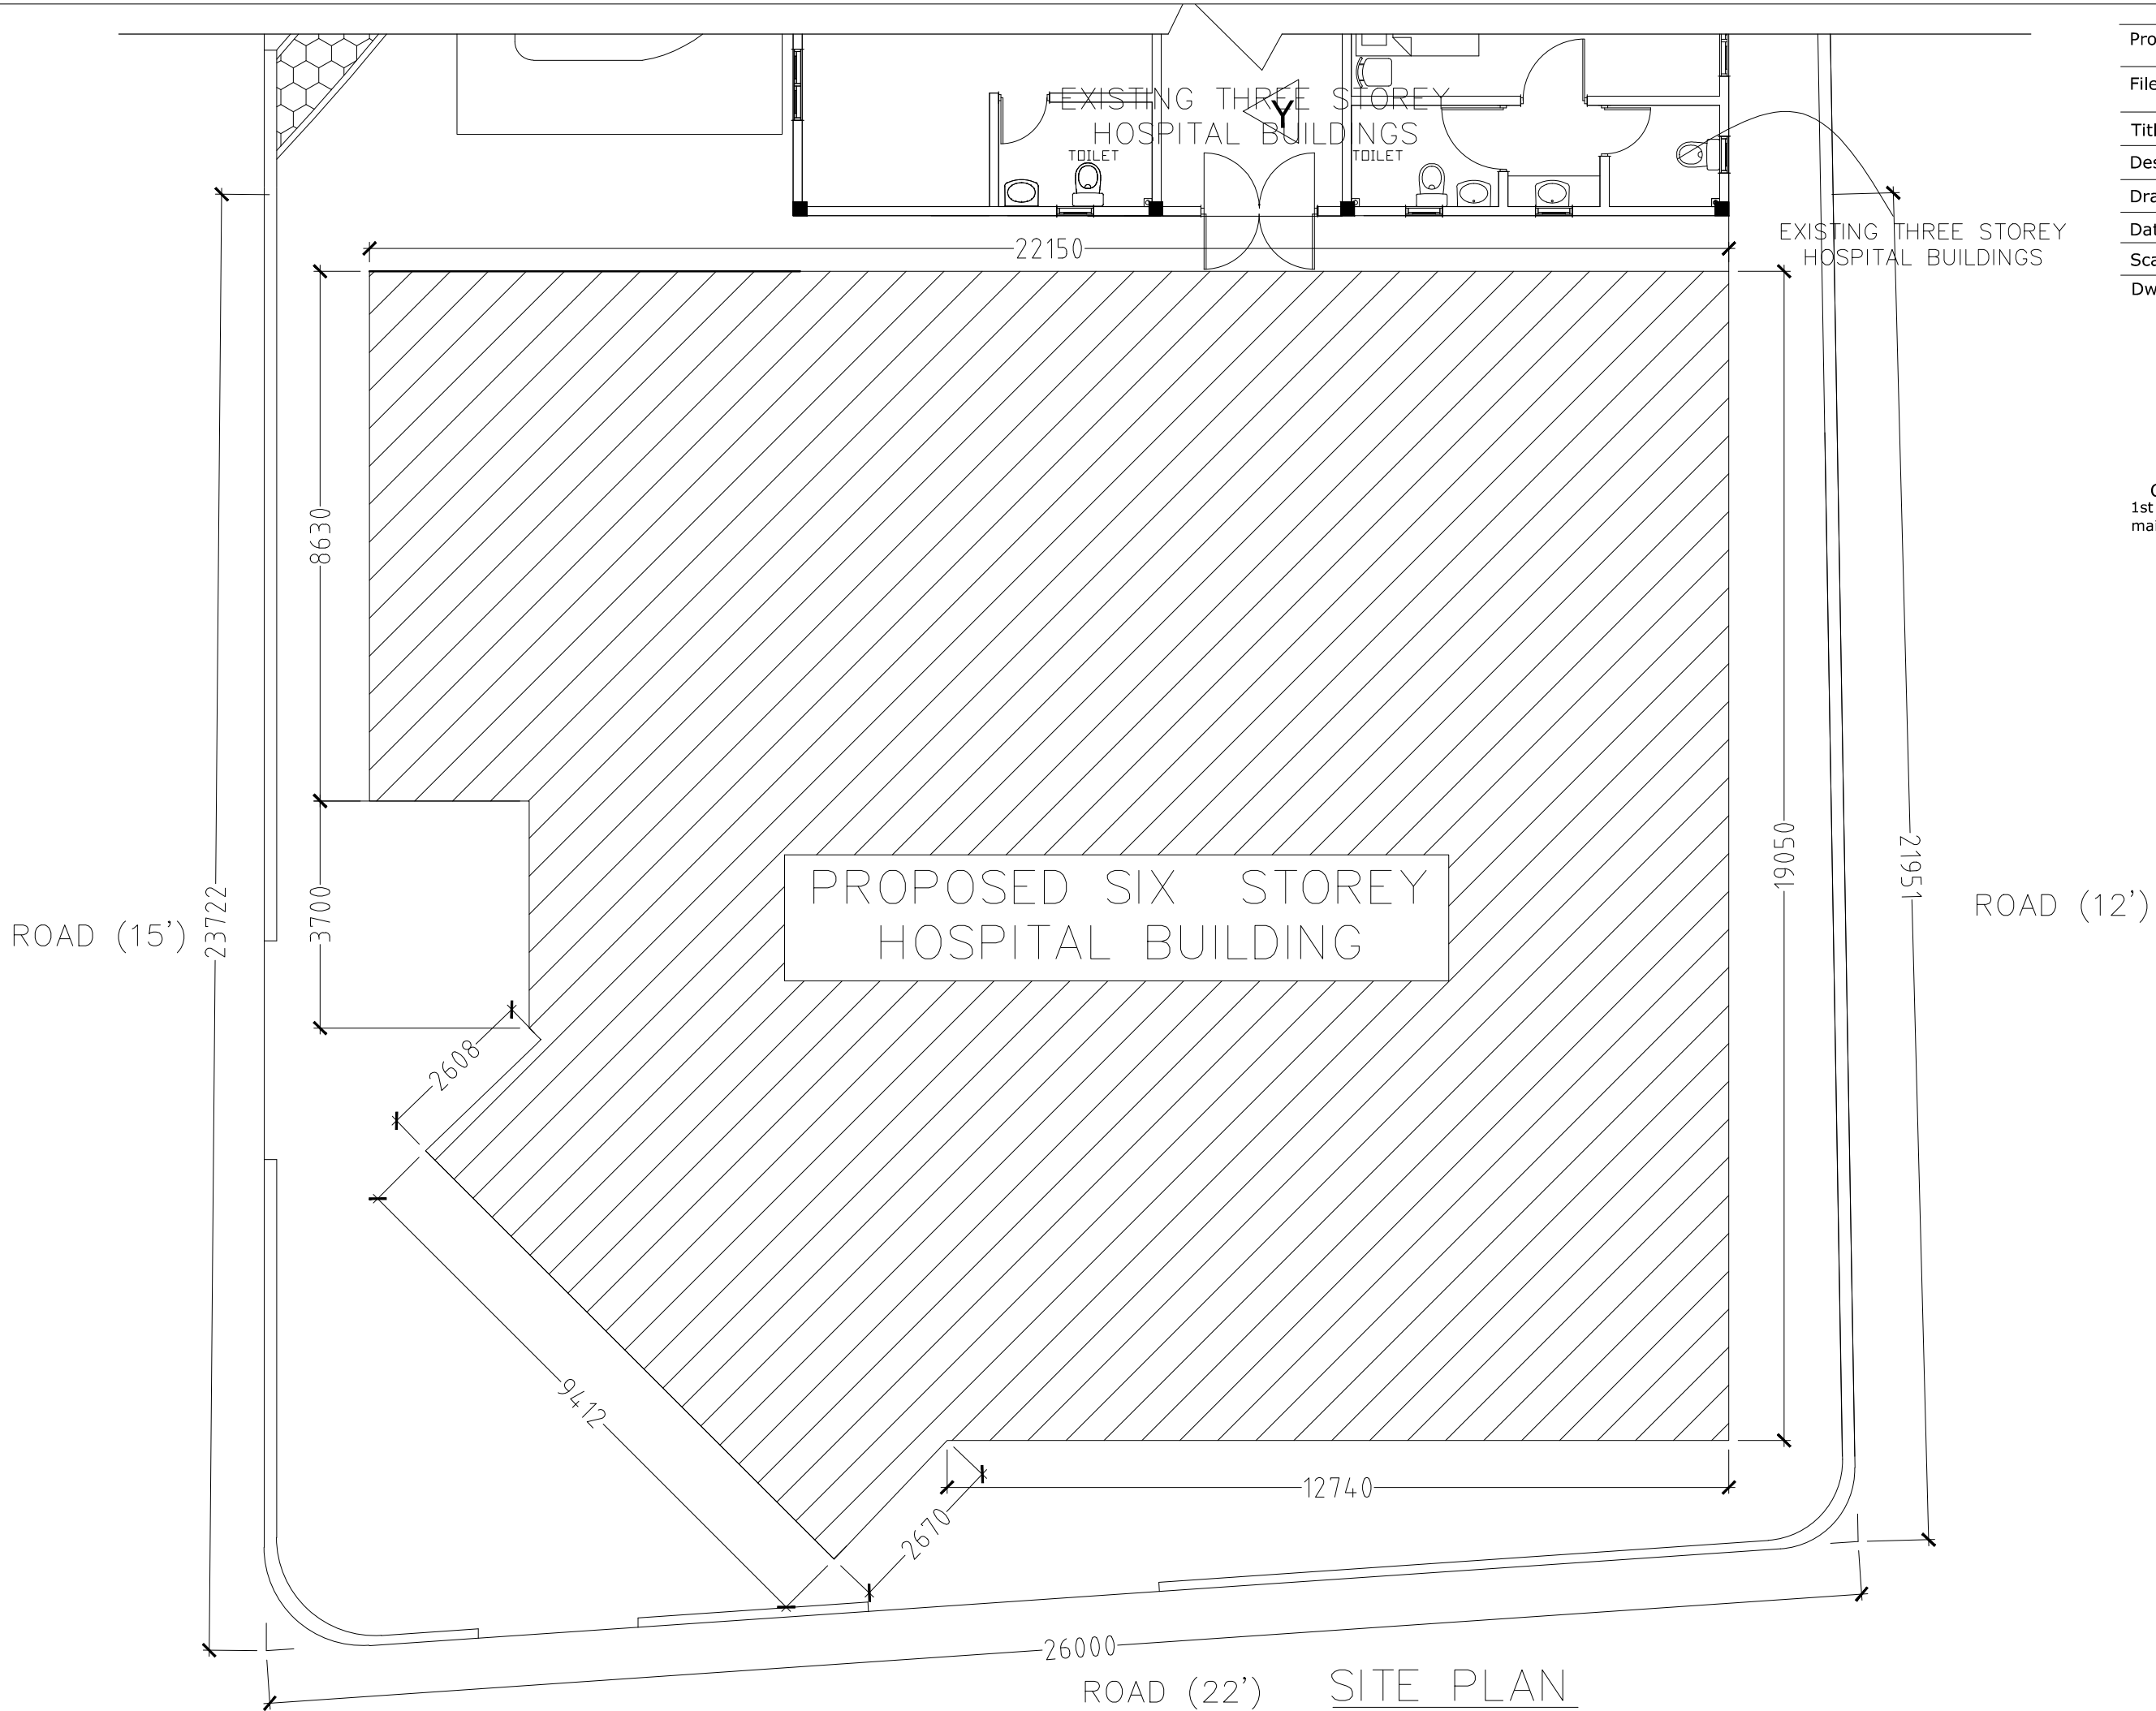 EXISTING THREE STOREY
HOSPITAL BUILDINGS
Y
TOILET
TOILET
22150
EXISTING THREE STOREY
HOSPITAL BUILDINGS
8630
3700
23722
ROAD (15')
PROPOSED SIX STOREY
HOSPITAL BUILDING
19050
21951
ROAD (12')
2608
9412
2670
12740
26000
ROAD (22')
SITE PLAN
1st